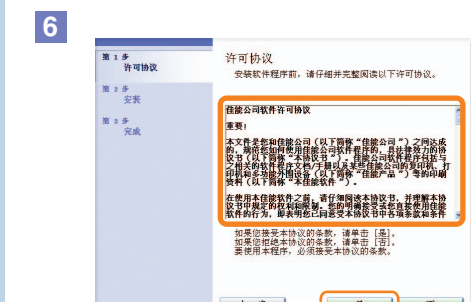 6
第 1 步
许可协议
第 2 步
安装
第 3 步
完成
许可协议
安装软件程序前，请仔细并完整阅读以下许可协议。
佳能公司软件许可协议
重要!
本文件是您和佳能公司（以下简称“佳能公司”）之间达成
的，规范您如何使用佳能公司软件程序的，具法律效力的协
议书（以下简称“本协议书”）。佳能公司软件程序包括与
之相关的软件程序文档/手册以及某些佳能公司的复印机、打
印机和多功能外围设备（以下简称“佳能产品”）等的印刷
资料（以下简称“本佳能软件”）。
在使用本佳能软件之前，请仔细阅读本协议书，并理解本协
议书中规定的权利和限制。您的明确接受或您直接使用佳能
软件的行为，即表明您已同意受本协议书中各项条款和条件
如果您接受本协议的条款，请单击 [是]。
如果您拒绝本协议的条款，请单击 [否]。
要使用本程序，必须接受本协议的条款。